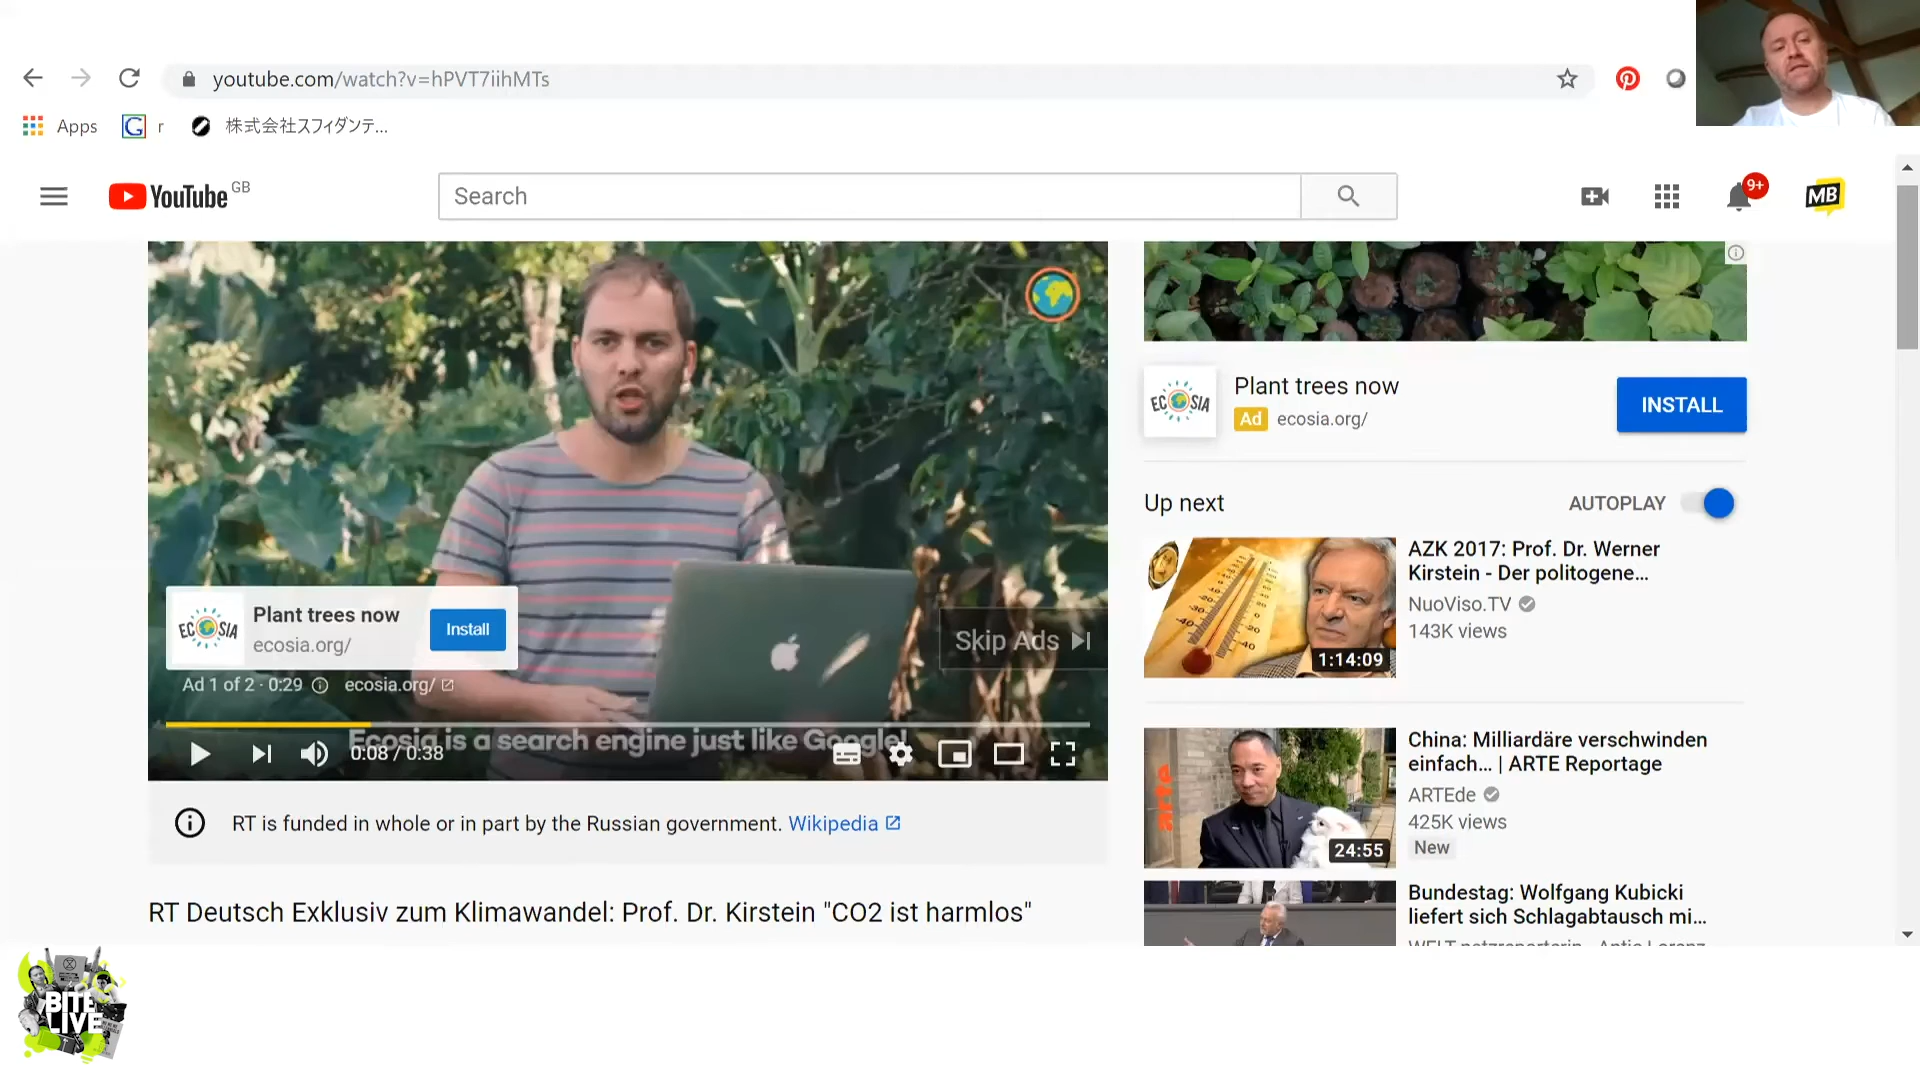 youtube.com/watch?v=hPVT7iihMTs
Apps
G
r
株式会社スフィダンテ...
YouTube GB
Search
9+
MB
ECOSIA
Plant trees now
ecosia.org/
Install
Skip Ads
Ad 1 of 2 · 0:29
ecosia.org/
Ecosia is a search engine just like Google!
0:08 / 0:38
RT is funded in whole or in part by the Russian government. Wikipedia
RT Deutsch Exklusiv zum Klimawandel: Prof. Dr. Kirstein "CO2 ist harmlos"
ECOSIA
Plant trees now
Ad ecosia.org/
INSTALL
Up next
AUTOPLAY
1:14:09
AZK 2017: Prof. Dr. Werner
Kirstein - Der politogene...
NuoViso.TV
143K views
arte
24:55
China: Milliardäre verschwinden
einfach... | ARTE Reportage
ARTEde
425K views
New
Bundestag: Wolfgang Kubicki
liefert sich Schlagabtausch mi...
BITE
LIVE